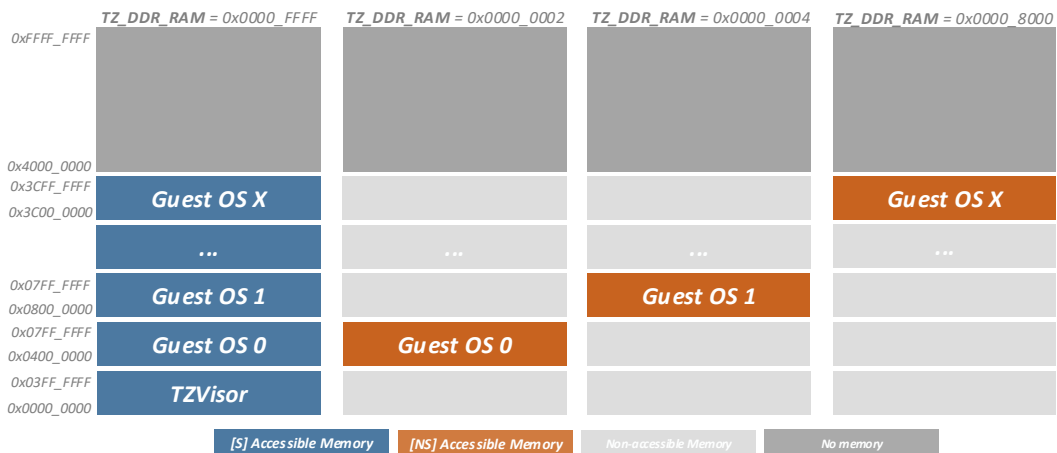 TZ_DDR_RAM = 0x0000_FFFF
TZ_DDR_RAM = 0x0000_0002
TZ_DDR_RAM = 0x0000_0004
TZ_DDR_RAM = 0x0000_8000
0xFFFF_FFFF
0x4000_0000
0x3CFF_FFFF
0x3C00_0000
Guest OS X
Guest OS X
...
...
...
...
0x07FF_FFFF
0x0800_0000
Guest OS 1
Guest OS 1
0x07FF_FFFF
0x0400_0000
Guest OS 0
Guest OS 0
0x03FF_FFFF
0x0000_0000
TZVisor
[S] Accessible Memory
[NS] Accessible Memory
Non-accessible Memory
No memory